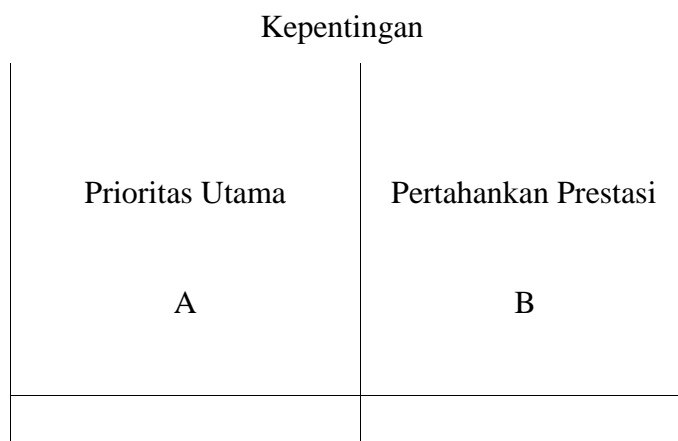 Kepentingan
Prioritas Utama
Pertahankan Prestasi
A
B